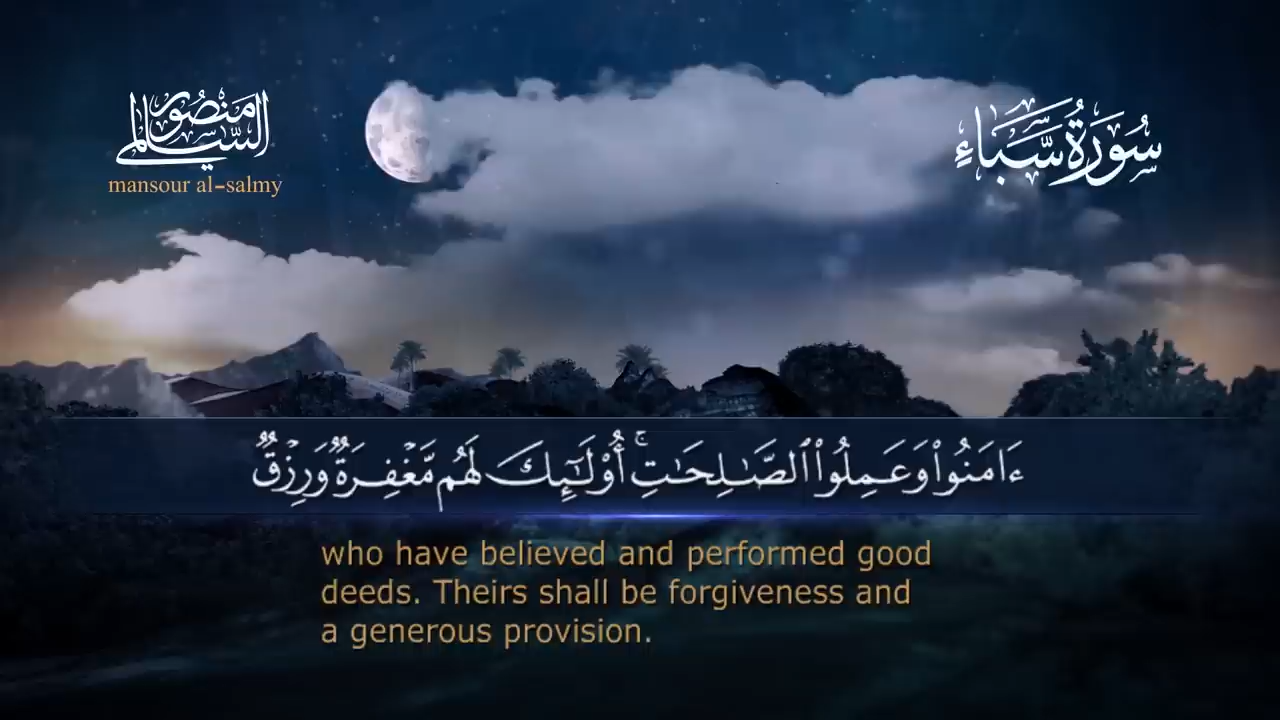 منصور السالمي
mansour al-salmy
سُورَةُ سَبَاءٍ
ءَامَنُوا۟ وَعَمِلُوا۟ ٱلصَّـٰلِحَـٰتِ ۚ أُو۟لَـٰٓئِكَ لَهُم مَّغْفِرَةٌ وَرِزْقٌ
who have believed and performed good
deeds. Theirs shall be forgiveness and
a generous provision.